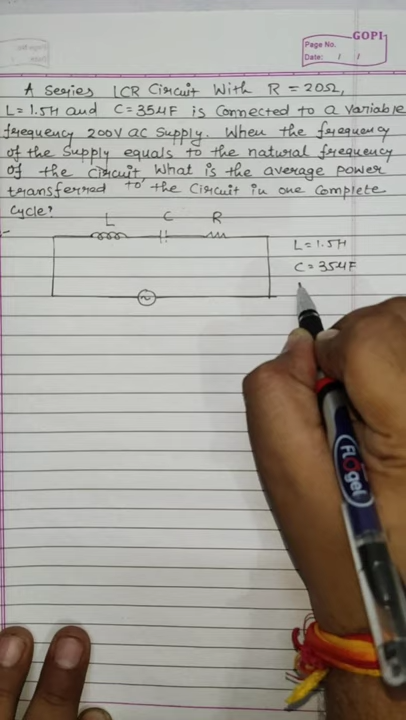 GOPI
Page No.
Date: / /
A Series LCR Circuit With R = 20Ω,
L = 1.5H and C = 35μF is Connected to a Variable
frequency 200V ac Supply. When the frequency
of the Supply equals to the natural frequency
of the Circuit, What is the average power
transferred to the Circuit in one Complete
Cycle?
L C R
L = 1.5H
C = 35μF
Flogel